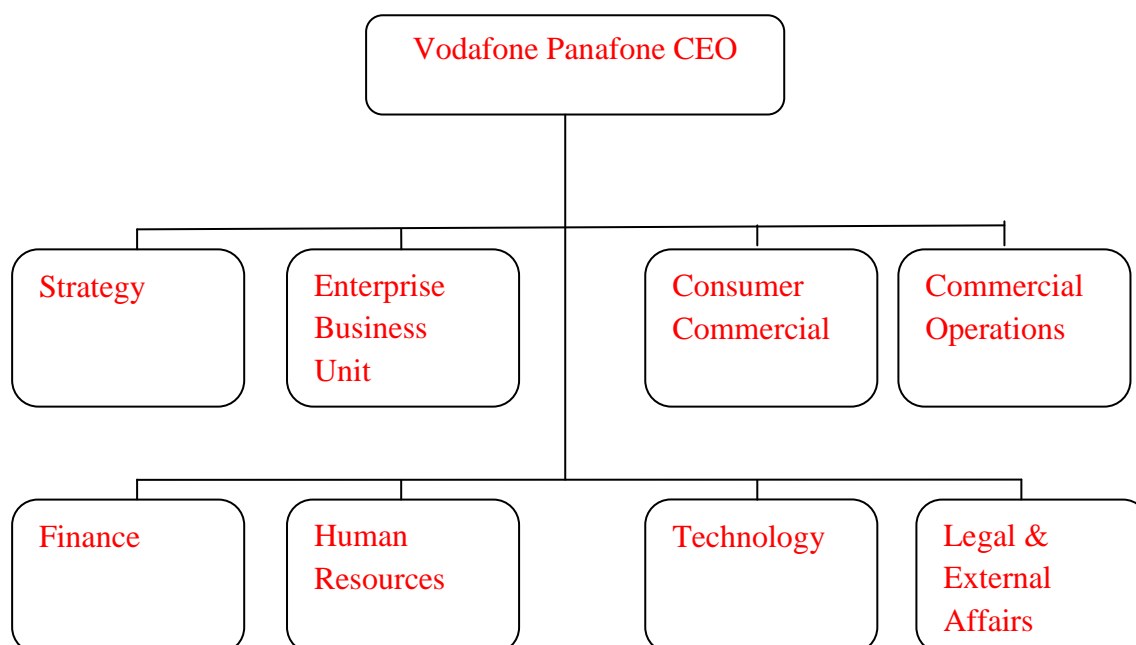 Vodafone Panafone CEO
Strategy
Enterprise
Business
Unit
Consumer
Commercial
Commercial
Operations
Finance
Human
Resources
Technology
Legal &
External
Affairs